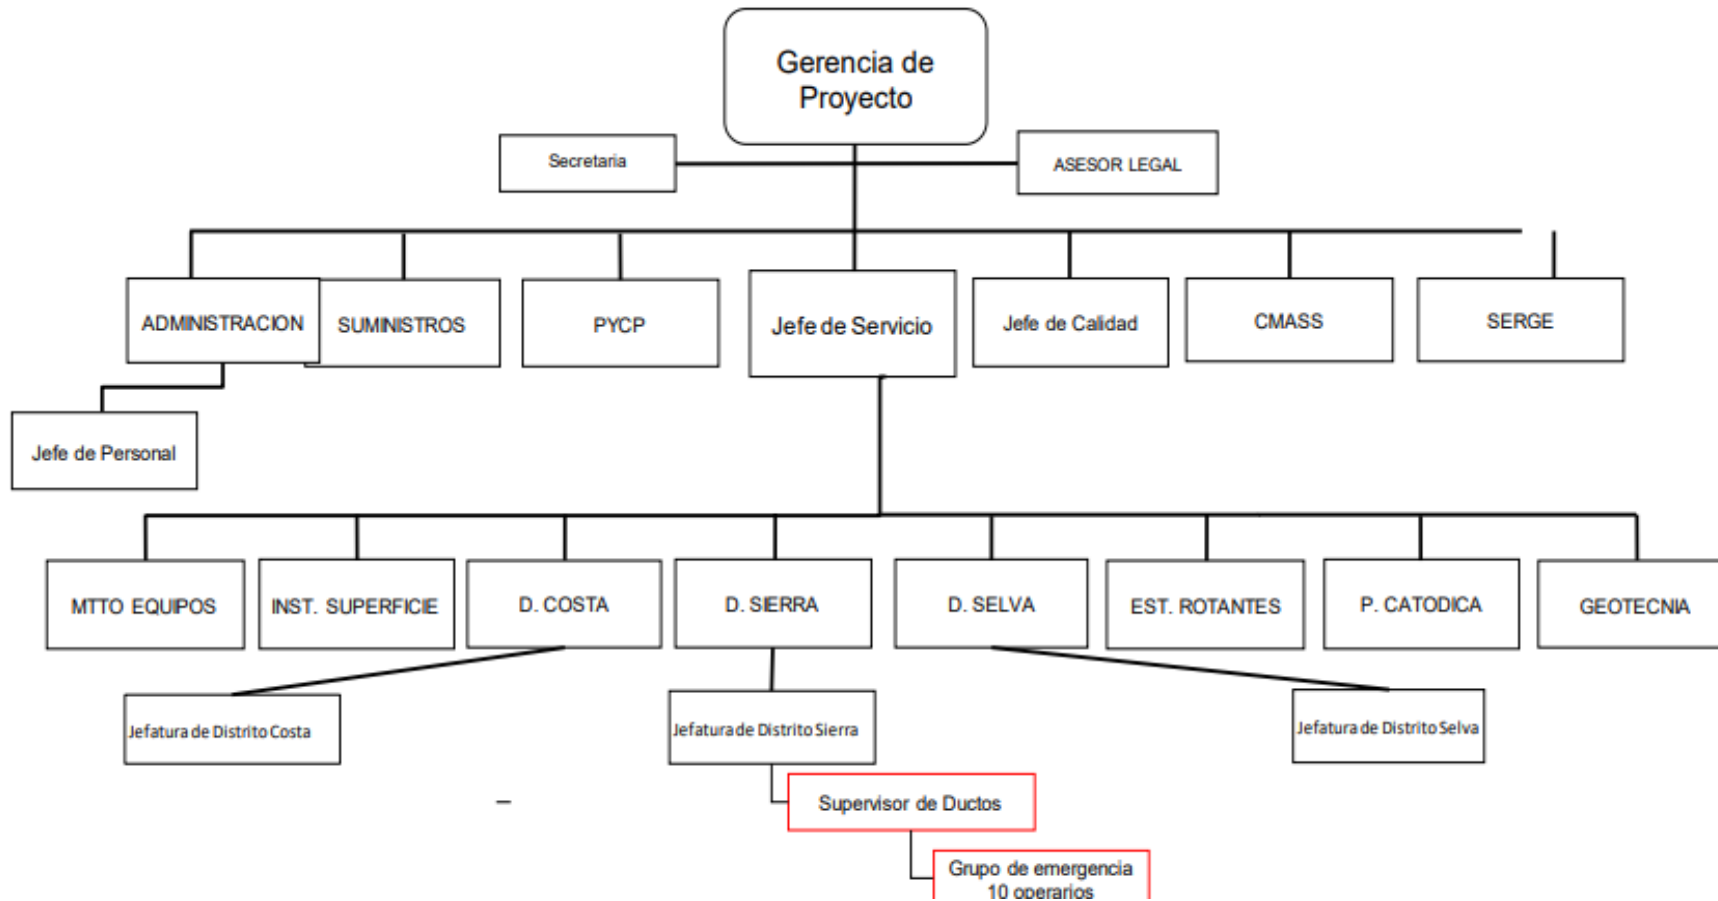 Gerencia de
Proyecto
Secretaria
ASESOR LEGAL
ADMINISTRACION
SUMINISTROS
PYCP
Jefe de Servicio
Jefe de Calidad
CMASS
SERGE
Jefe de Personal
MTTO EQUIPOS
INST. SUPERFICIE
D. COSTA
D. SIERRA
D. SELVA
EST. ROTANTES
P. CATODICA
GEOTECNIA
Jefatura de Distrito Costa
Jefatura de Distrito Sierra
Jefatura de Distrito Selva
Supervisor de Ductos
Grupo de emergencia
10 operarios